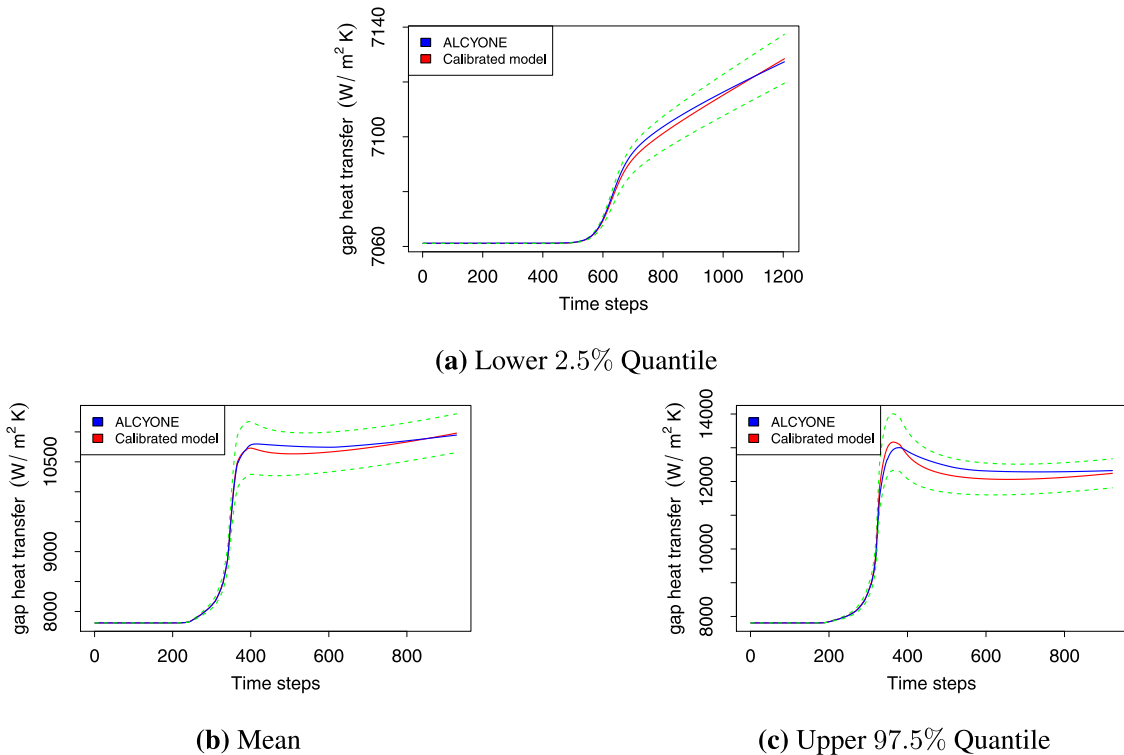 gap heat transfer (W/ m² K)
7140
7100
7060
ALCYONE
Calibrated model
0 200 400 600 800 1000 1200
Time steps
(a) Lower 2.5% Quantile
gap heat transfer (W/ m² K)
10500
9000
8000
ALCYONE
Calibrated model
0 200 400 600 800
Time steps
(b) Mean
gap heat transfer (W/ m² K)
14000
12000
10000
8000
ALCYONE
Calibrated model
0 200 400 600 800
Time steps
(c) Upper 97.5% Quantile